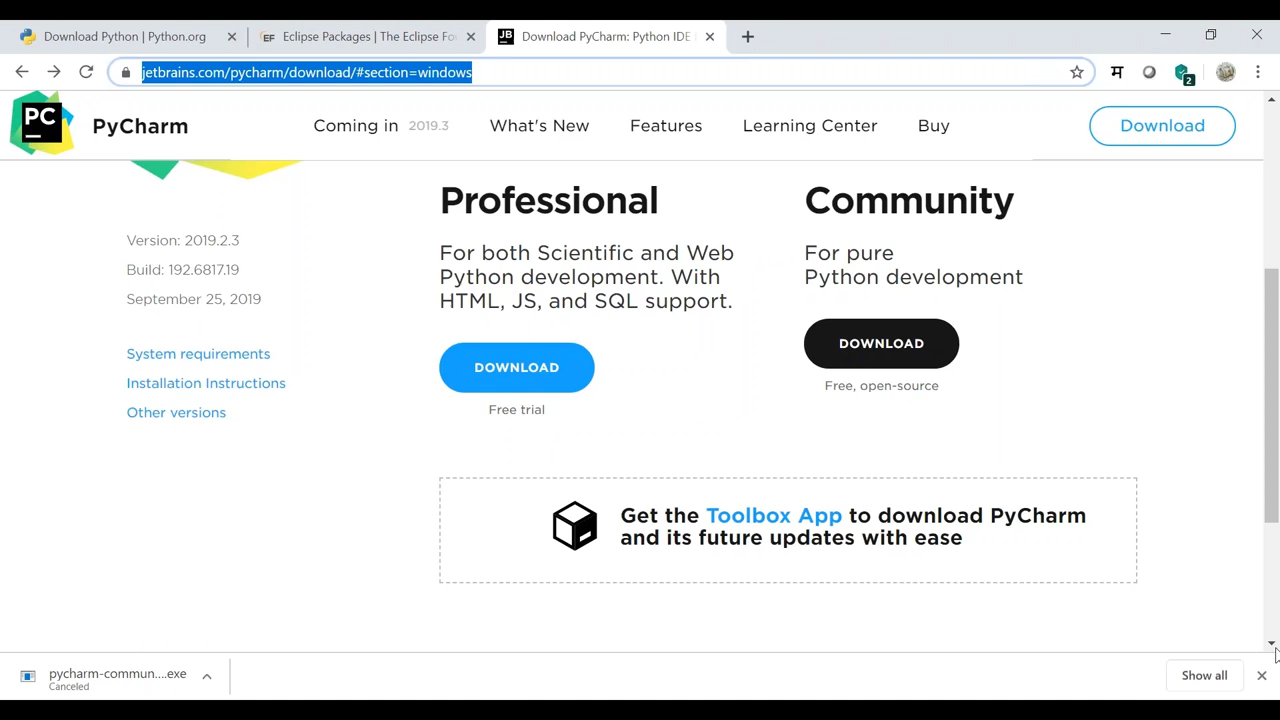 Download Python | Python.org
EF Eclipse Packages | The Eclipse Fo
JB Download PyCharm: Python IDE
jetbrains.com/pycharm/download/#section=windows
म
2
PC
PyCharm
Coming in 2019.3
What's New
Features
Learning Center
Buy
Download
Version: 2019.2.3
Build: 192.6817.19
September 25, 2019
System requirements
Installation Instructions
Other versions
Professional
For both Scientific and Web
Python development. With
HTML, JS, and SQL support.
DOWNLOAD
Free trial
Community
For pure
Python development
DOWNLOAD
Free, open-source
Get the Toolbox App to download PyCharm
and its future updates with ease
pycharm-commun....exe
Canceled
Show all